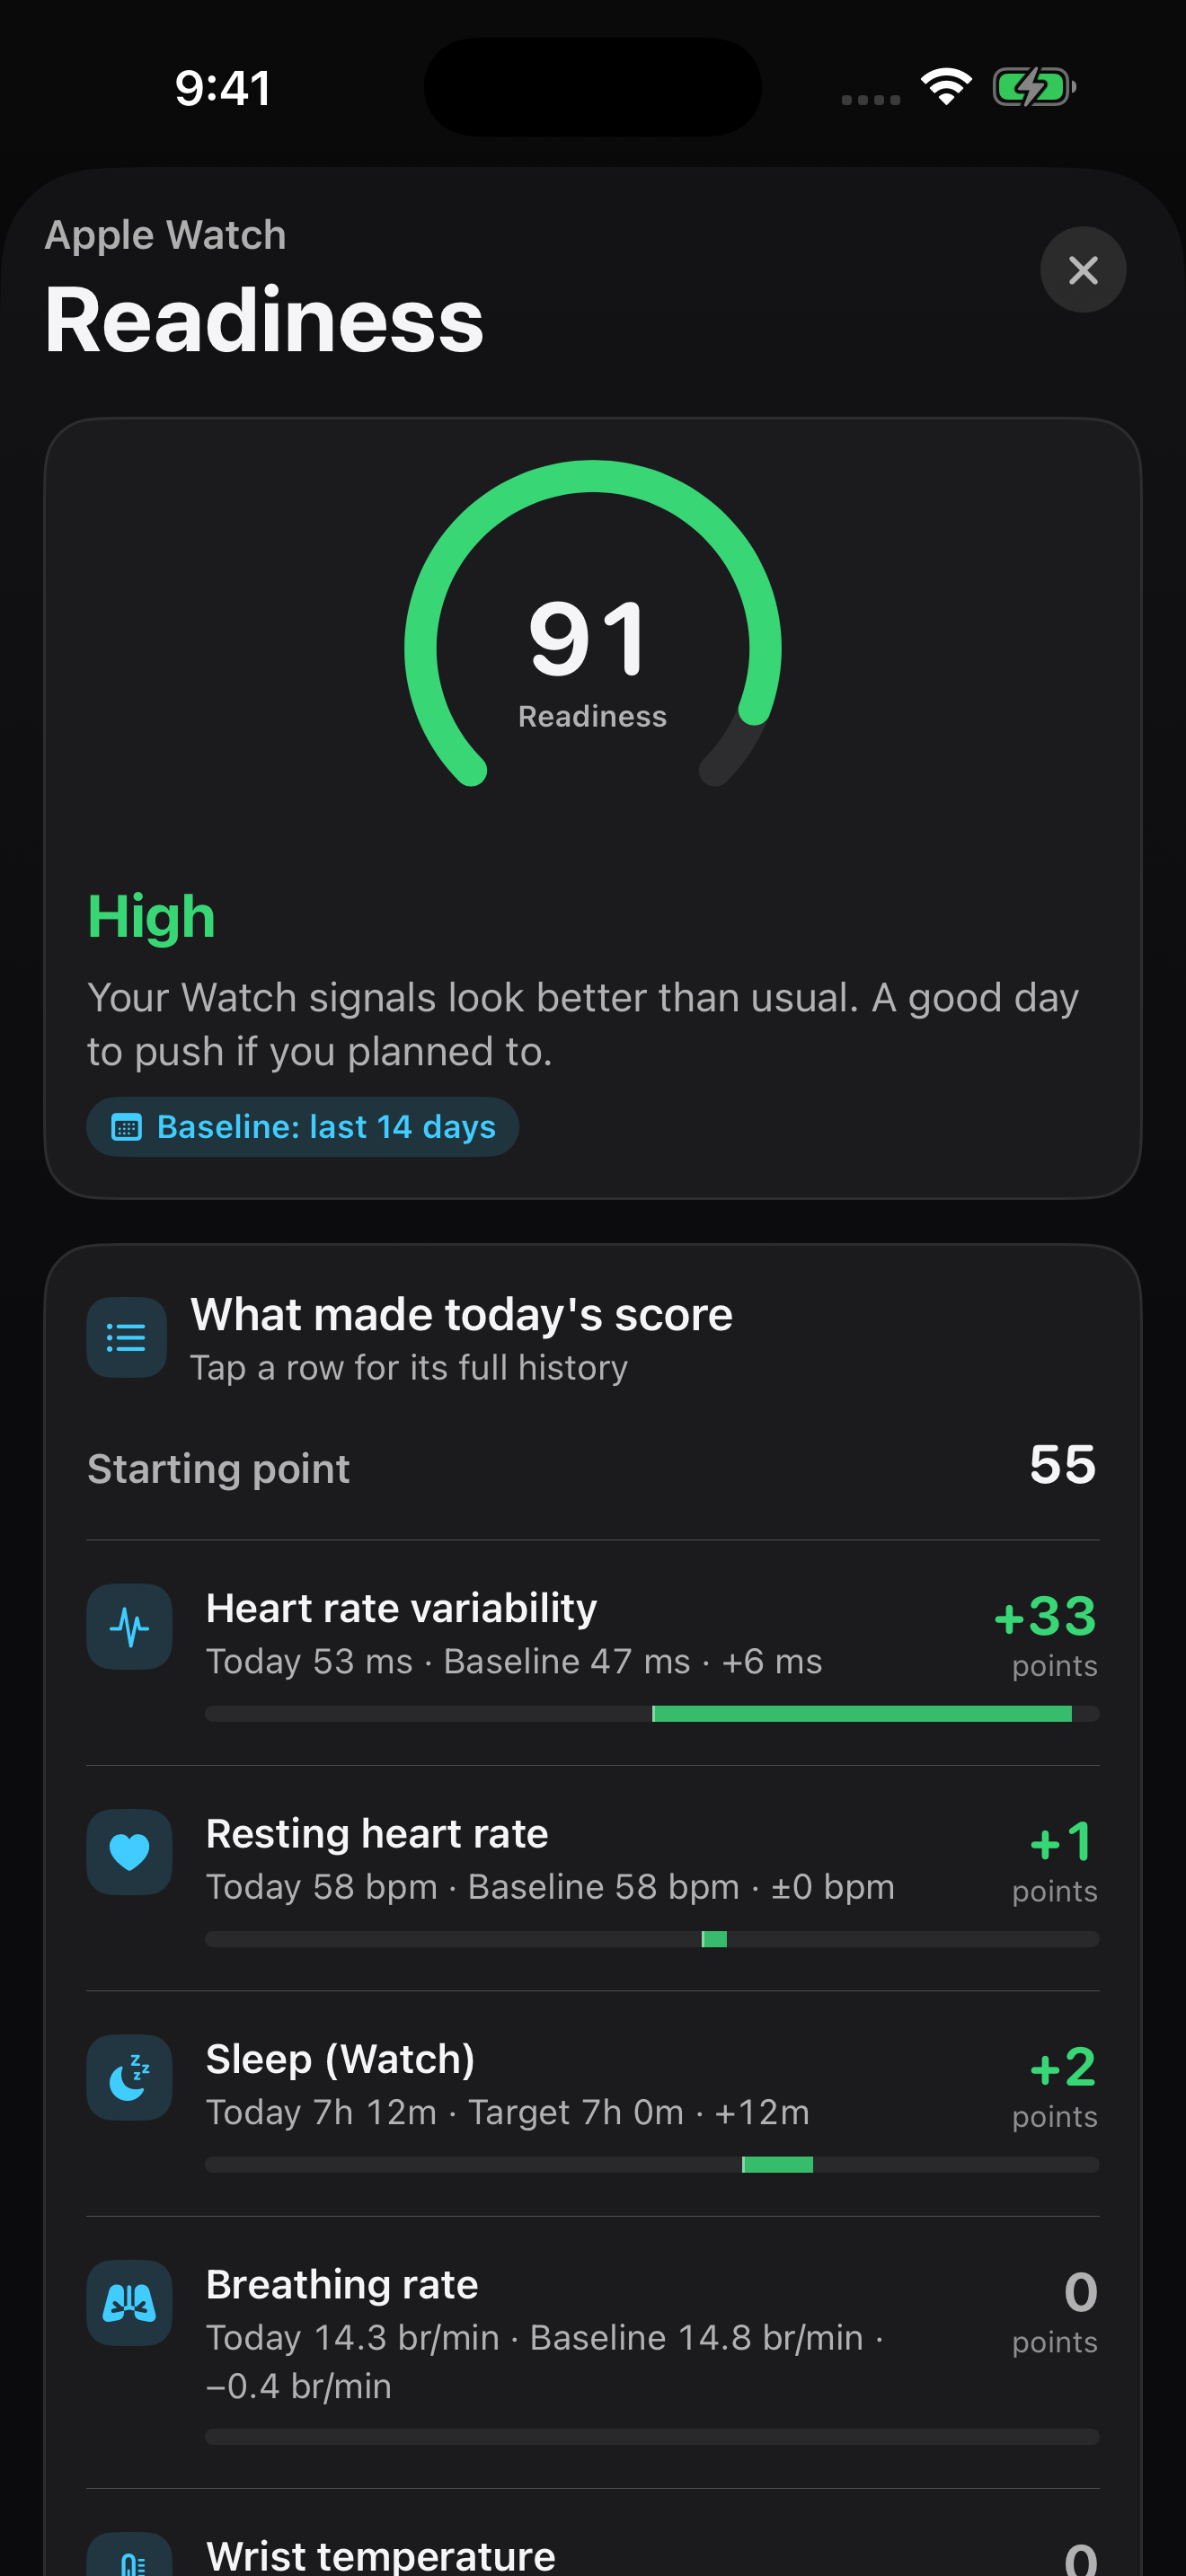 9:41
Apple Watch
Readiness
91
Readiness
High
Your Watch signals look better than usual. A good day
to push if you planned to.
Baseline: last 14 days
What made today's score
Tap a row for its full history
Starting point
55
Heart rate variability
+33
Today 53 ms · Baseline 47 ms · +6 ms
points
Resting heart rate
+1
Today 58 bpm · Baseline 58 bpm · ±0 bpm
points
Sleep (Watch)
+2
Today 7h 12m · Target 7h 0m · +12m
points
Breathing rate
0
Today 14.3 br/min · Baseline 14.8 br/min ·
−0.4 br/min
points
Wrist temperature
0